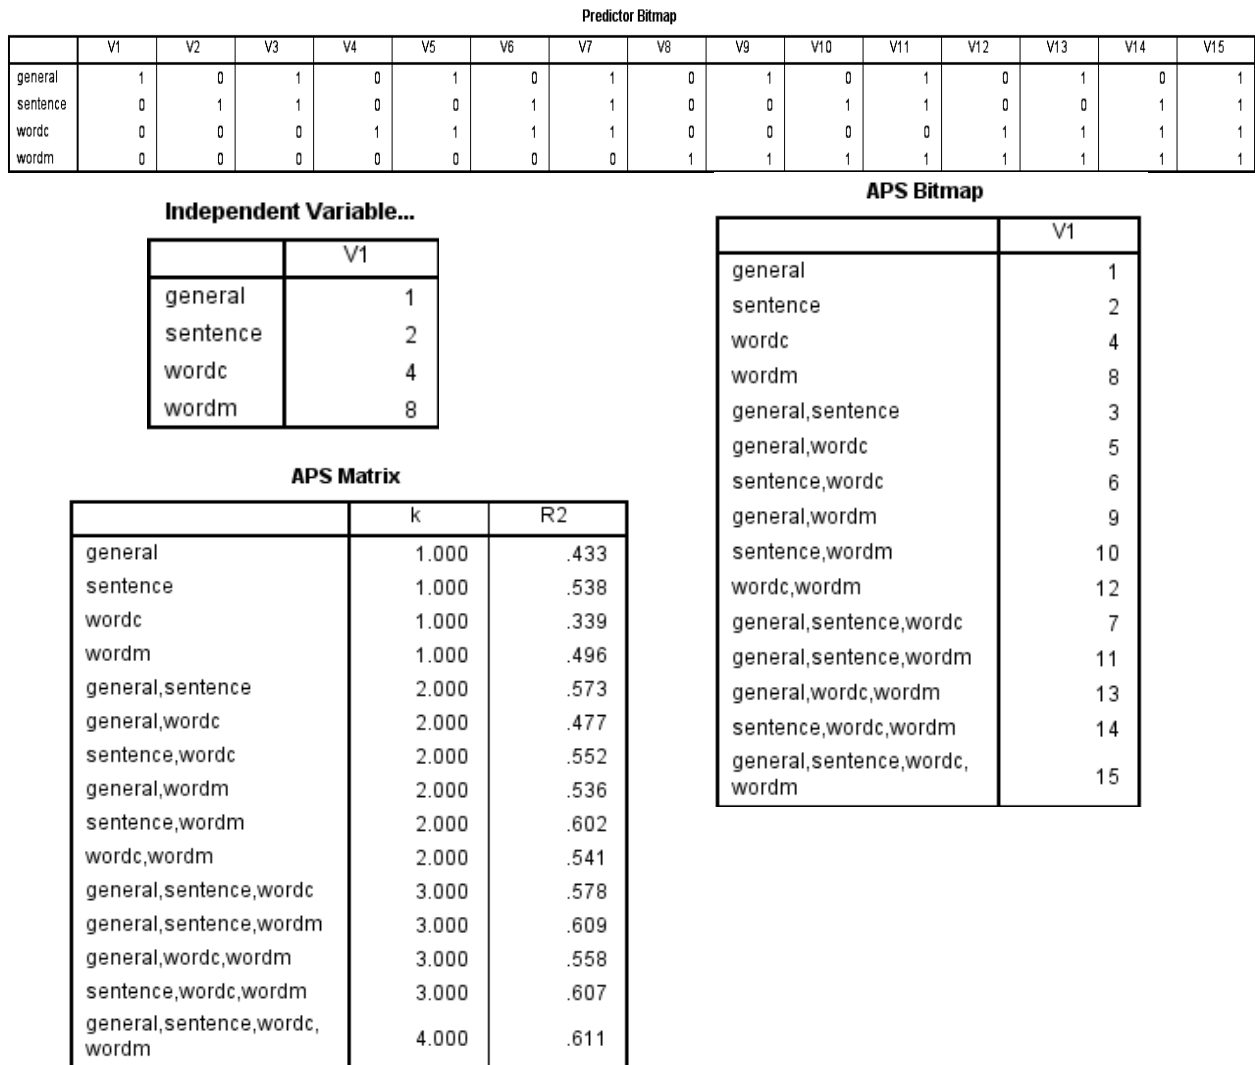 Predictor Bitmap
V1 V2 V3 V4 V5 V6 V7 V8 V9 V10 V11 V12 V13 V14 V15
general 1 0 1 0 1 0 1 0 1 0 1 0 1 0 1
sentence 0 1 1 0 0 1 1 0 0 1 1 0 0 1 1
wordc 0 0 0 1 1 1 1 0 0 0 0 1 1 1 1
wordm 0 0 0 0 0 0 0 1 1 1 1 1 1 1 1
Independent Variable...
V1
general 1
sentence 2
wordc 4
wordm 8
APS Matrix
k R2
general 1.000 .433
sentence 1.000 .538
wordc 1.000 .339
wordm 1.000 .496
general,sentence 2.000 .573
general,wordc 2.000 .477
sentence,wordc 2.000 .552
general,wordm 2.000 .536
sentence,wordm 2.000 .602
wordc,wordm 2.000 .541
general,sentence,wordc 3.000 .578
general,sentence,wordm 3.000 .609
general,wordc,wordm 3.000 .558
sentence,wordc,wordm 3.000 .607
general,sentence,wordc,
wordm 4.000 .611
APS Bitmap
V1
general 1
sentence 2
wordc 4
wordm 8
general,sentence 3
general,wordc 5
sentence,wordc 6
general,wordm 9
sentence,wordm 10
wordc,wordm 12
general,sentence,wordc 7
general,sentence,wordm 11
general,wordc,wordm 13
sentence,wordc,wordm 14
general,sentence,wordc,
wordm 15